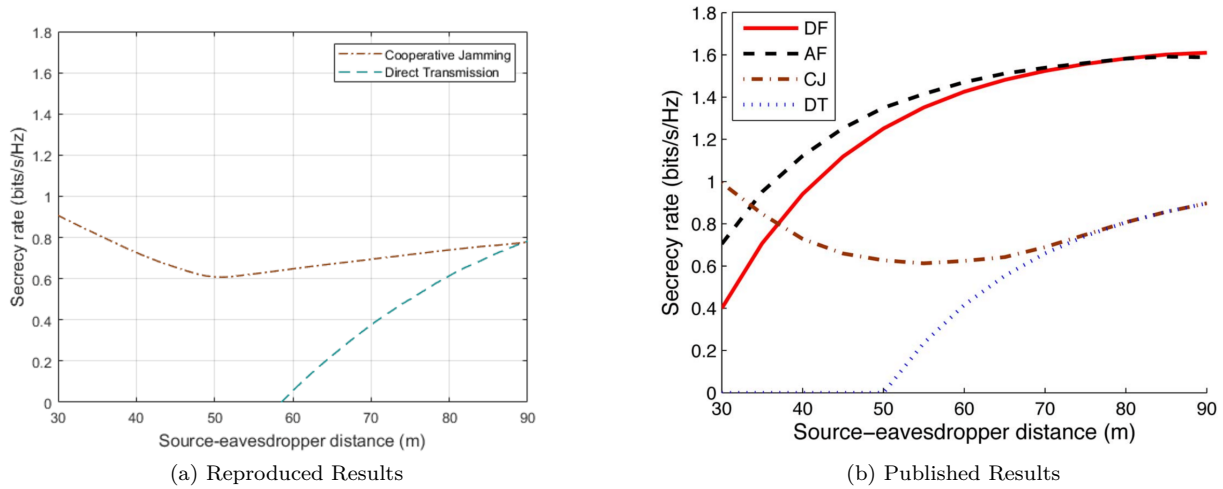 1.8
1.6
1.4
1.2
1
0.8
0.6
0.4
0.2
0
Secrecy rate (bits/s/Hz)
Cooperative Jamming
Direct Transmission
30 40 50 60 70 80 90
Source-eavesdropper distance (m)
(a) Reproduced Results
1.8
1.6
1.4
1.2
1
0.8
0.6
0.4
0.2
0
Secrecy rate (bits/s/Hz)
DF
AF
CJ
DT
30 40 50 60 70 80 90
Source−eavesdropper distance (m)
(b) Published Results